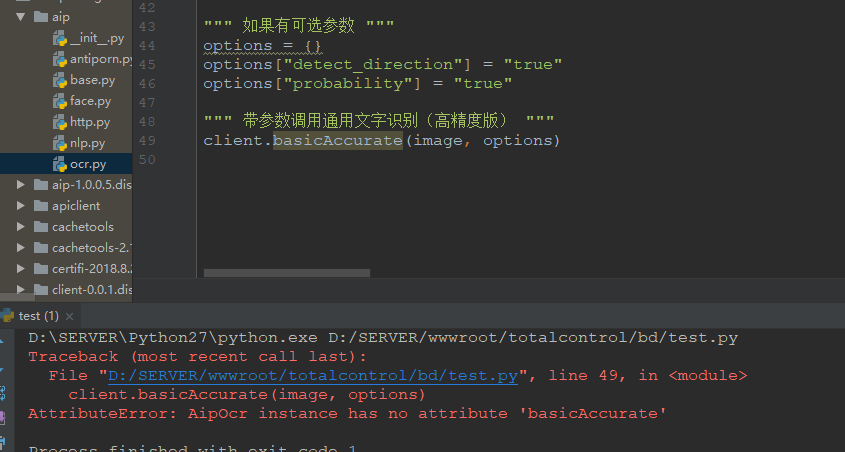 aip
__init__.py
antiporn.py
base.py
face.py
http.py
nlp.py
ocr.py
aip-1.0.0.5.dis
apiclient
cachetools
cachetools-2.
certifi-2018.8.
client-0.0.1.dis
42
43 """ 如果有可选参数 """
44 options = {}
45 options["detect_direction"] = "true"
46 options["probability"] = "true"
47
48 """ 带参数调用通用文字识别（高精度版） """
49 client.basicAccurate(image, options)
50
test (1) ×
D:\SERVER\Python27\python.exe D:/SERVER/wwwroot/totalcontrol/bd/test.py
Traceback (most recent call last):
File "D:/SERVER/wwwroot/totalcontrol/bd/test.py", line 49, in <module>
client.basicAccurate(image, options)
AttributeError: AipOcr instance has no attribute 'basicAccurate'
Process finished with exit code 1